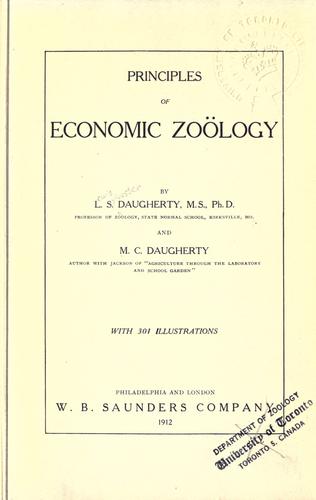 PRINCIPLES
OF
ECONOMIC ZOÖLOGY
BY
L. S. DAUGHERTY, M.S., Ph.D.
PROFESSOR OF ZOÖLOGY, STATE NORMAL SCHOOL, KIRKSVILLE, MO.
AND
M. C. DAUGHERTY
AUTHOR WITH JACKSON OF "AGRICULTURE THROUGH THE LABORATORY
AND SCHOOL GARDEN"
WITH 301 ILLUSTRATIONS
PHILADELPHIA AND LONDON
W. B. SAUNDERS COMPANY
1912
DEPARTMENT OF ZOOLOGY
University of Toronto
TORONTO 5, CANADA